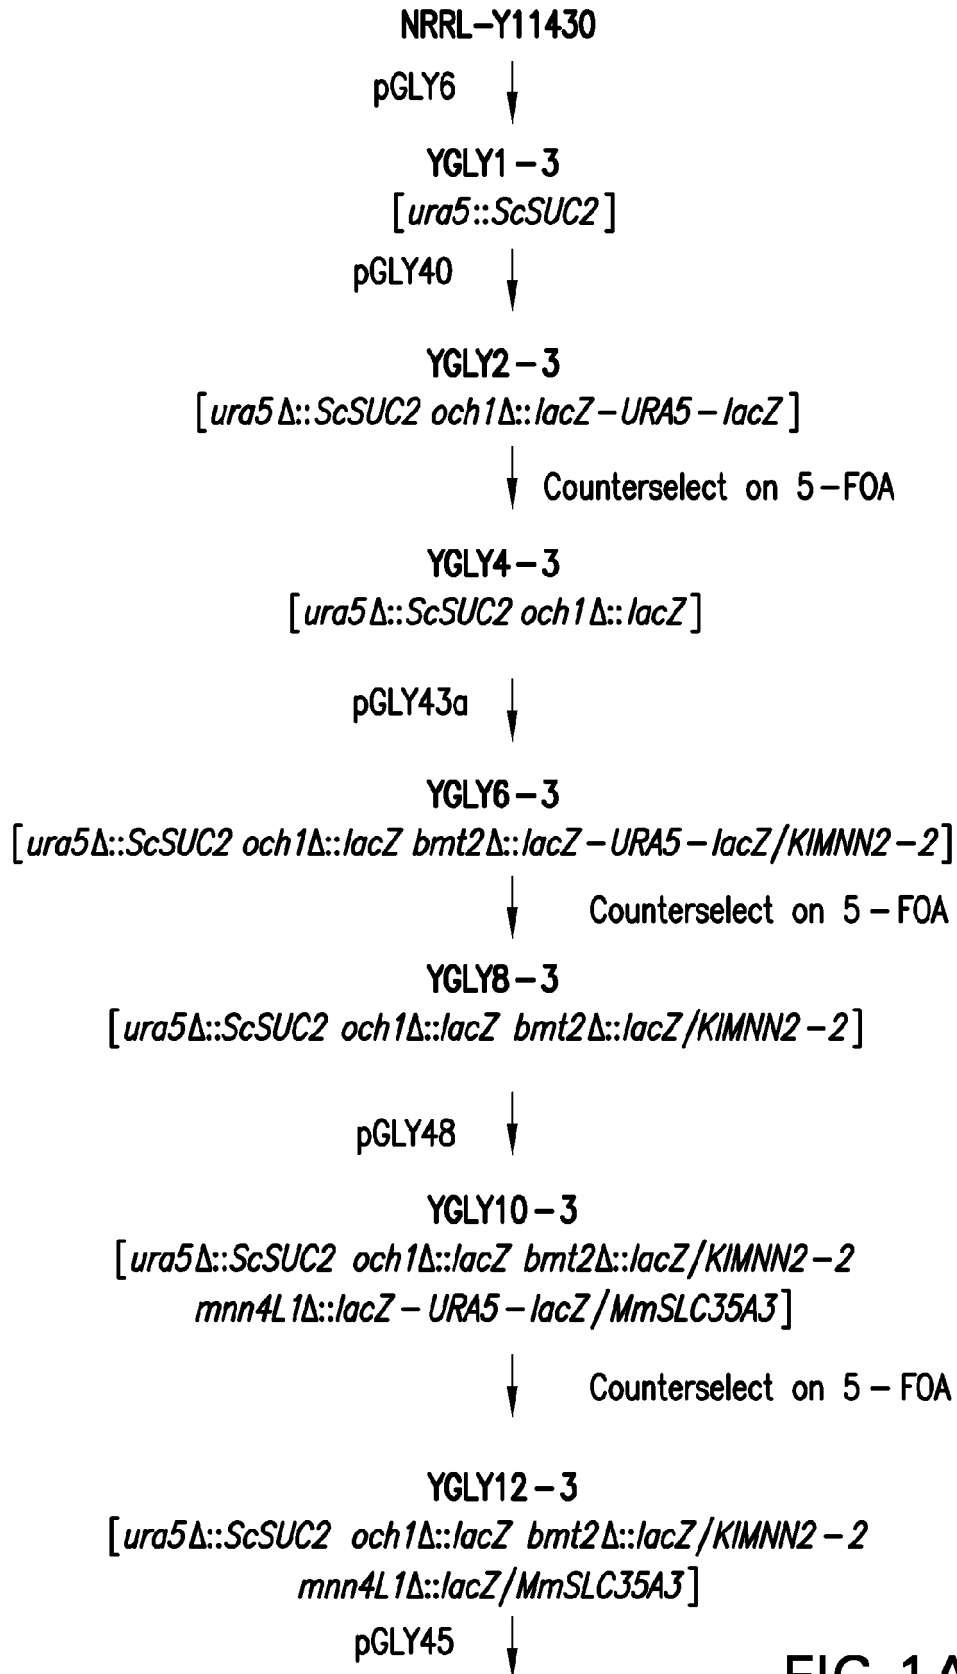 NRRL-Y11430
pGLY6
YGLY1-3
[ura5::ScSUC2]
pGLY40
YGLY2-3
[ura5Δ::ScSUC2 och1Δ::lacZ-URA5-lacZ]
Counterselect on 5-FOA
YGLY4-3
[ura5Δ::ScSUC2 och1Δ::lacZ]
pGLY43a
YGLY6-3
[ura5Δ::ScSUC2 och1Δ::lacZ bmt2Δ::lacZ-URA5-lacZ/KlMNN2-2]
Counterselect on 5-FOA
YGLY8-3
[ura5Δ::ScSUC2 och1Δ::lacZ bmt2Δ::lacZ/KlMNN2-2]
pGLY48
YGLY10-3
[ura5Δ::ScSUC2 och1Δ::lacZ bmt2Δ::lacZ/KlMNN2-2
mnn4L1Δ::lacZ-URA5-lacZ/MmSLC35A3]
Counterselect on 5-FOA
YGLY12-3
[ura5Δ::ScSUC2 och1Δ::lacZ bmt2Δ::lacZ/KlMNN2-2
mnn4L1Δ::lacZ/MmSLC35A3]
pGLY45
FIG. 1A